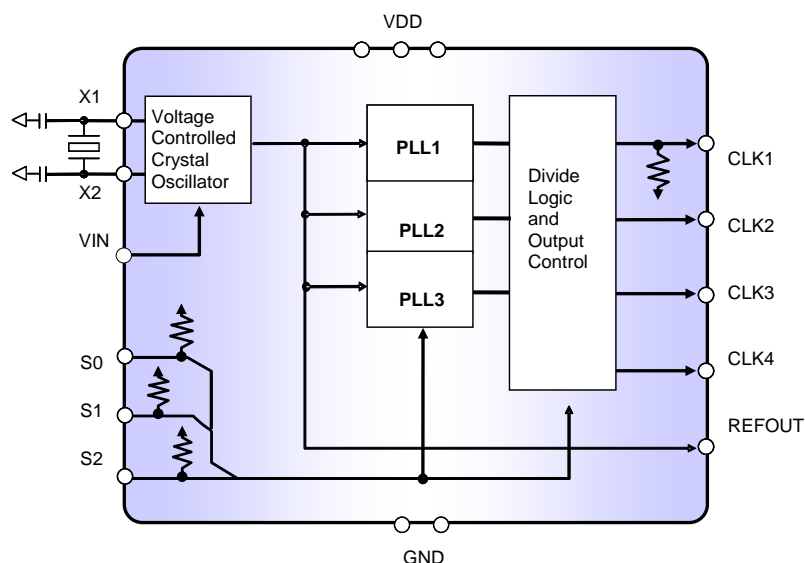 VDD
X1
X2
VIN
S0
S1
S2
Voltage
Controlled
Crystal
Oscillator
PLL1
PLL2
PLL3
Divide
Logic
and
Output
Control
CLK1
CLK2
CLK3
CLK4
REFOUT
GND